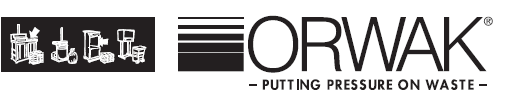 ORWAK®
– PUTTING PRESSURE ON WASTE –